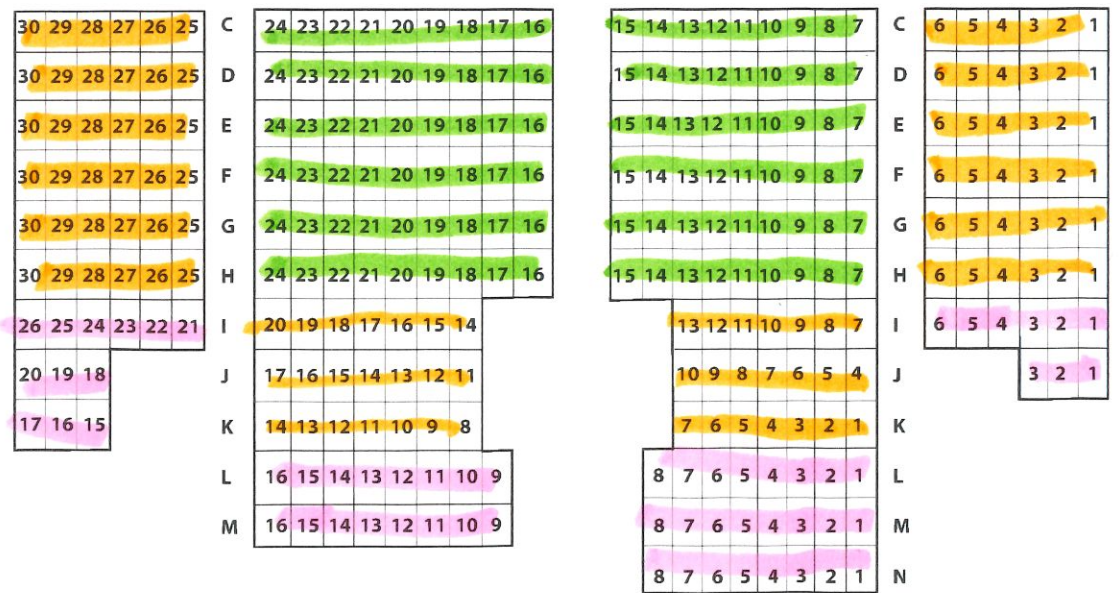 30 29 28 27 26 25 C 24 23 22 21 20 19 18 17 16 15 14 13 12 11 10 9 8 7 C 6 5 4 3 2 1
30 29 28 27 26 25 D 24 23 22 21 20 19 18 17 16 15 14 13 12 11 10 9 8 7 D 6 5 4 3 2 1
30 29 28 27 26 25 E 24 23 22 21 20 19 18 17 16 15 14 13 12 11 10 9 8 7 E 6 5 4 3 2 1
30 29 28 27 26 25 F 24 23 22 21 20 19 18 17 16 15 14 13 12 11 10 9 8 7 F 6 5 4 3 2 1
30 29 28 27 26 25 G 24 23 22 21 20 19 18 17 16 15 14 13 12 11 10 9 8 7 G 6 5 4 3 2 1
30 29 28 27 26 25 H 24 23 22 21 20 19 18 17 16 15 14 13 12 11 10 9 8 7 H 6 5 4 3 2 1
26 25 24 23 22 21 I 20 19 18 17 16 15 14 13 12 11 10 9 8 7 I 6 5 4 3 2 1
20 19 18 J 17 16 15 14 13 12 11 10 9 8 7 6 5 4 J 3 2 1
17 16 15 K 14 13 12 11 10 9 8 7 6 5 4 3 2 1 K
L 16 15 14 13 12 11 10 9 8 7 6 5 4 3 2 1 L
M 16 15 14 13 12 11 10 9 8 7 6 5 4 3 2 1 M
8 7 6 5 4 3 2 1 N